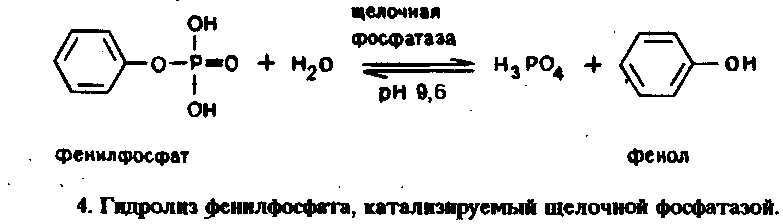 щелочная
фосфатаза
OH
O–P=O + H₂O ⇌ H₃PO₄ + OH
OH
pH 9,6
фенилфосфат фенол
4. Гидролиз фенилфосфата, катализируемый щелочной фосфатазой.